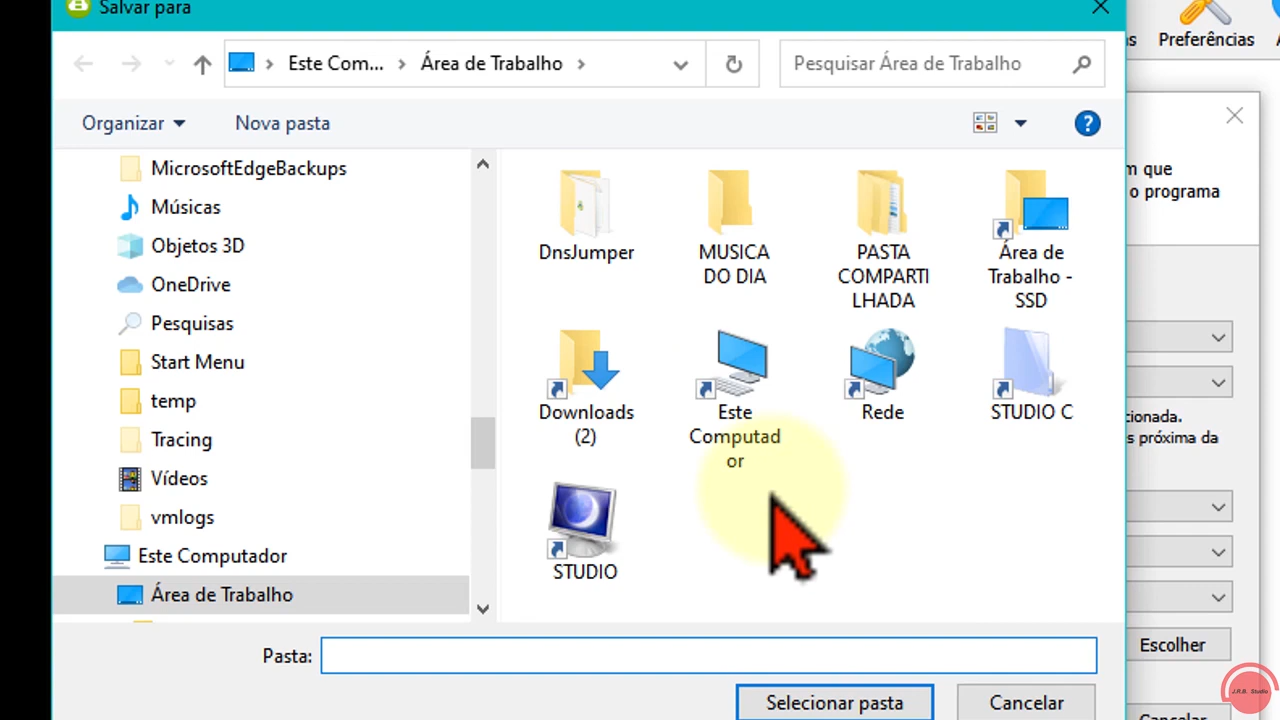 Salvar para
Preferências
Este Com...
Área de Trabalho
Pesquisar Área de Trabalho
Organizar
Nova pasta
MicrosoftEdgeBackups
Músicas
Objetos 3D
OneDrive
Pesquisas
Start Menu
temp
Tracing
Vídeos
vmlogs
Este Computador
Área de Trabalho
DnsJumper
MUSICA
DO DIA
PASTA
COMPARTI
LHADA
Área de
Trabalho -
SSD
Downloads
(2)
Este
Computad
or
Rede
STUDIO C
STUDIO
m que
o programa
cionada.
s próxima da
Escolher
Pasta:
Selecionar pasta
Cancelar
J.R.B. Studio
Cancelar